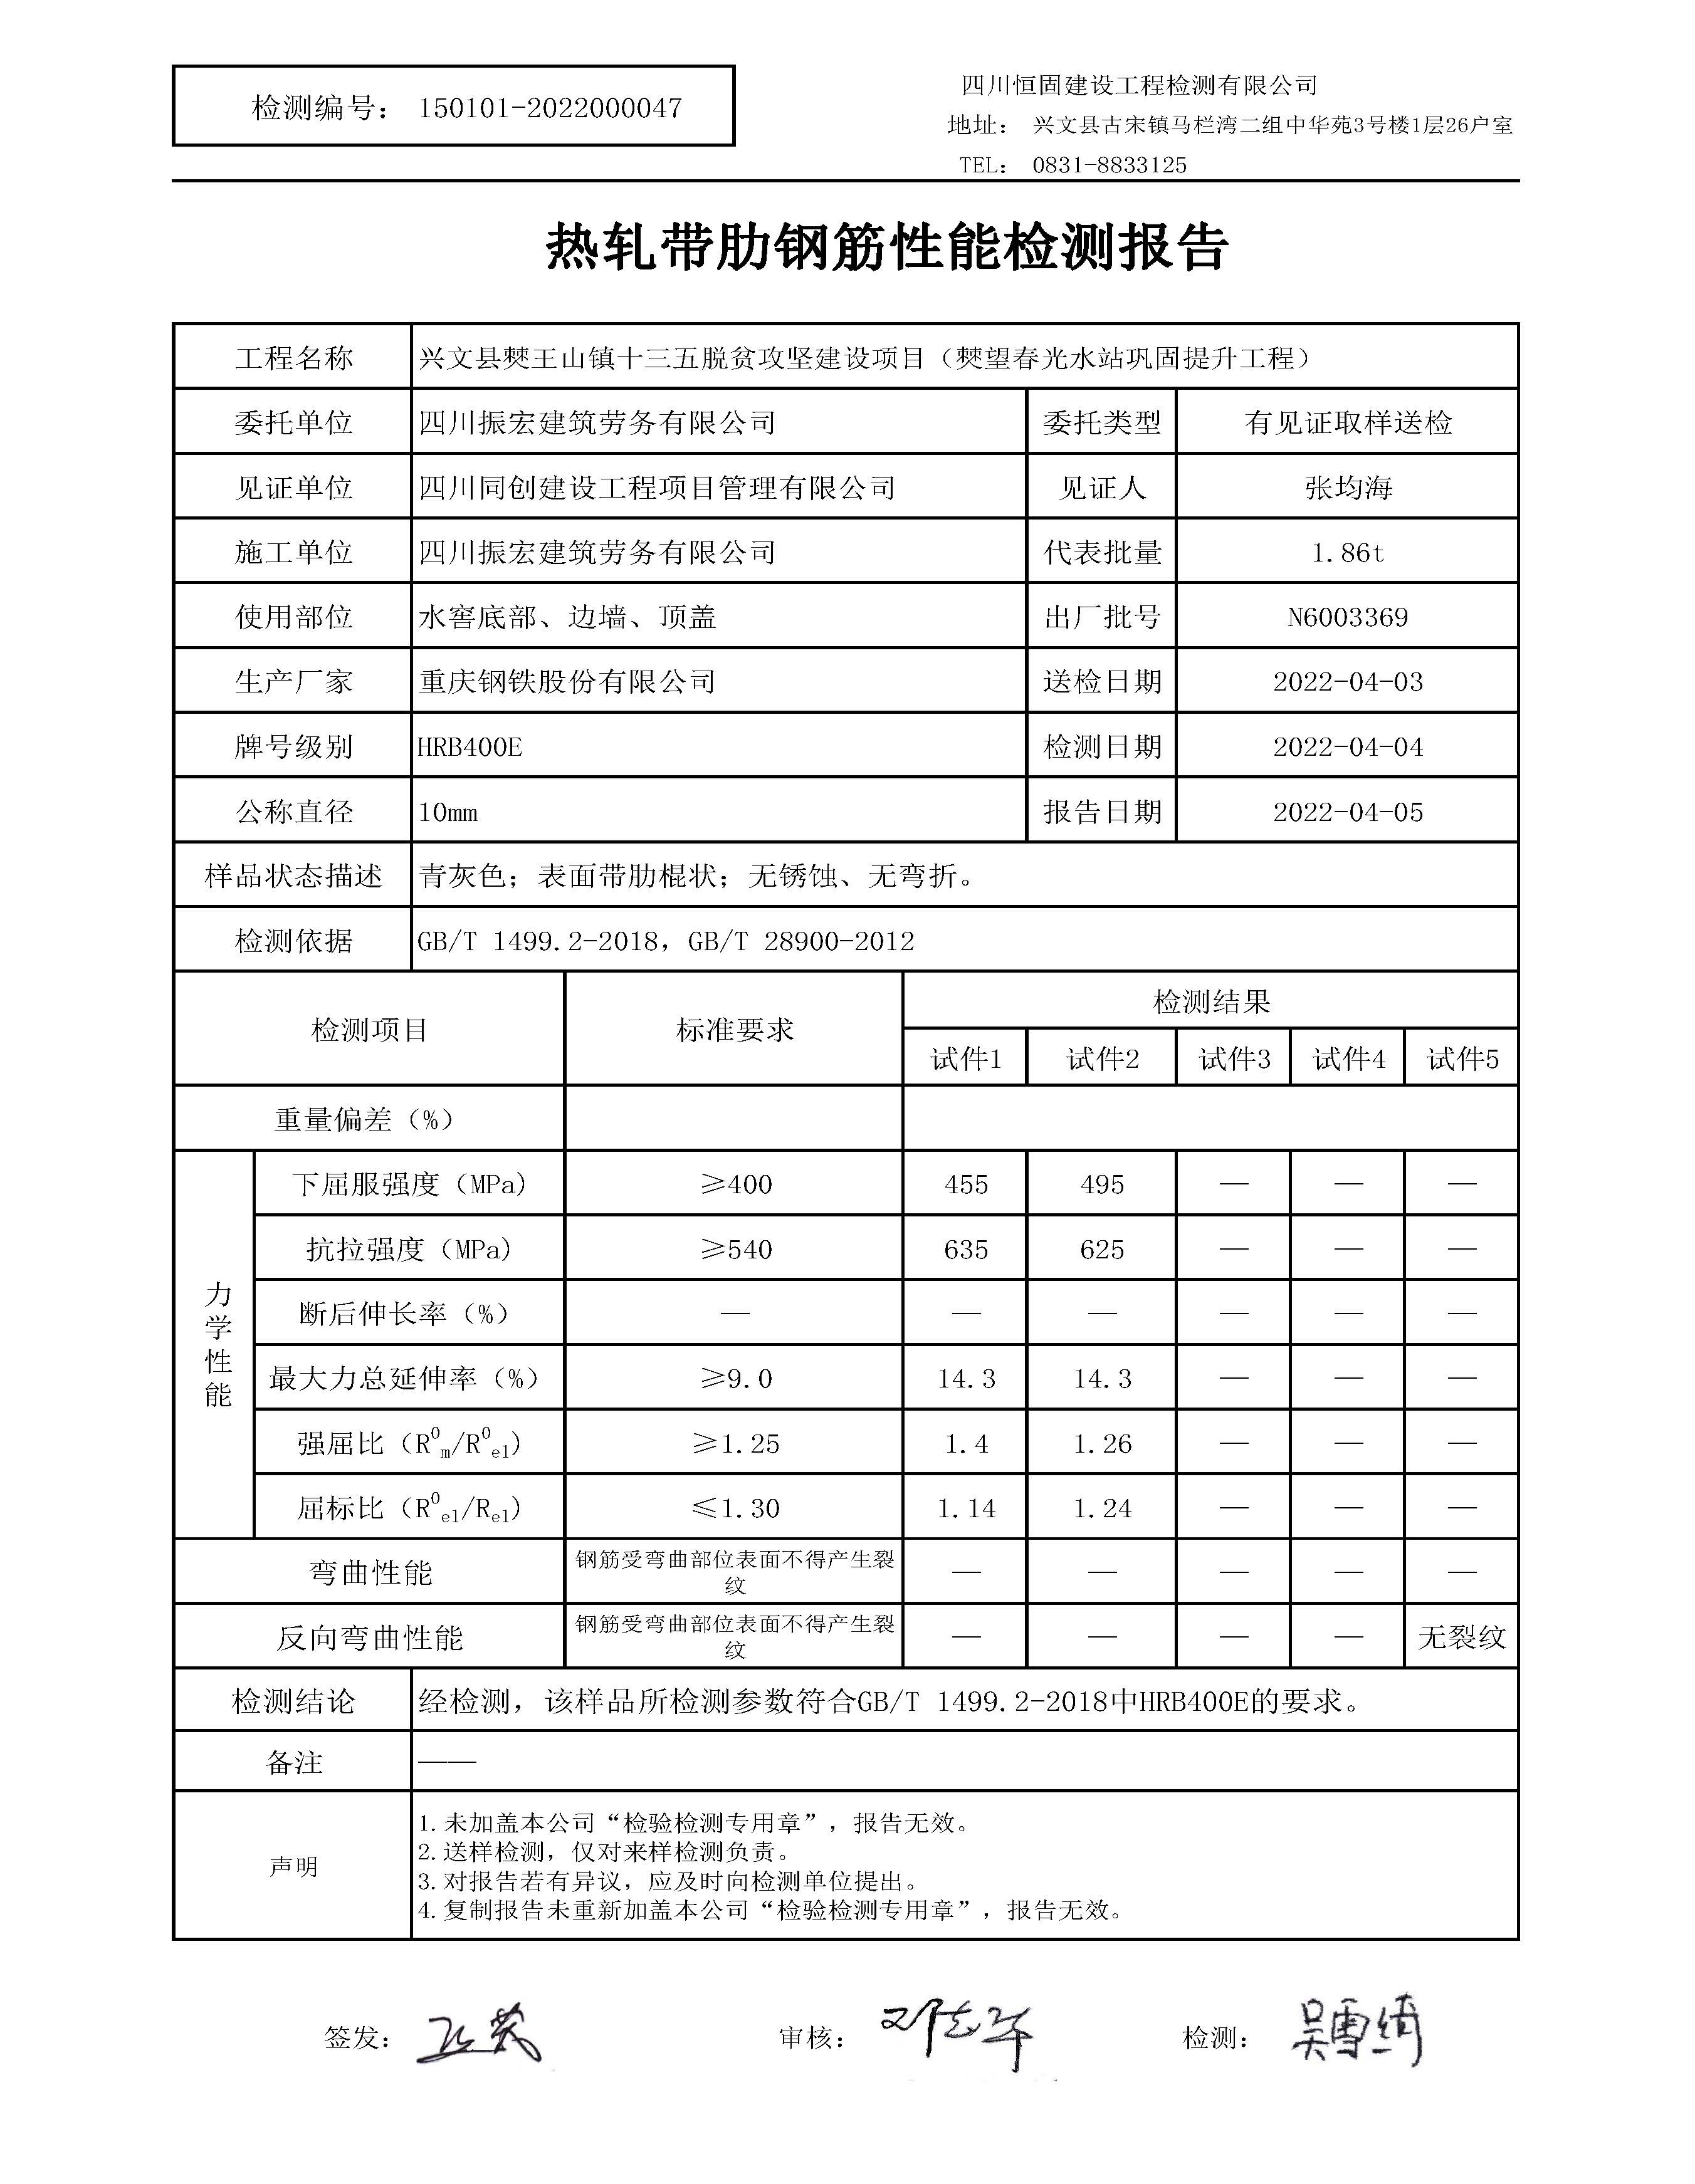 检测编号： 150101-2022000047
四川恒固建设工程检测有限公司
地址： 兴文县古宋镇马栏湾二组中华苑3号楼1层26户室
TEL： 0831-8833125
热轧带肋钢筋性能检测报告
工程名称 兴文县僰王山镇十三五脱贫攻坚建设项目（僰望春光水站巩固提升工程）
委托单位 四川振宏建筑劳务有限公司 委托类型 有见证取样送检
见证单位 四川同创建设工程项目管理有限公司 见证人 张均海
施工单位 四川振宏建筑劳务有限公司 代表批量 1.86t
使用部位 水窖底部、边墙、顶盖 出厂批号 N6003369
生产厂家 重庆钢铁股份有限公司 送检日期 2022-04-03
牌号级别 HRB400E 检测日期 2022-04-04
公称直径 10mm 报告日期 2022-04-05
样品状态描述 青灰色；表面带肋棍状；无锈蚀、无弯折。
检测依据 GB/T 1499.2-2018，GB/T 28900-2012
检测项目 标准要求 检测结果
试件1 试件2 试件3 试件4 试件5
重量偏差（%）
力学性能
下屈服强度（MPa） ≥400 455 495 — — —
抗拉强度（MPa） ≥540 635 625 — — —
断后伸长率（%） — — — — — —
最大力总延伸率（%） ≥9.0 14.3 14.3 — — —
强屈比（R⁰m/R⁰el） ≥1.25 1.4 1.26 — — —
屈标比（R⁰el/Rel） ≤1.30 1.14 1.24 — — —
弯曲性能 钢筋受弯曲部位表面不得产生裂
纹 — — — — —
反向弯曲性能 钢筋受弯曲部位表面不得产生裂
纹 — — — — 无裂纹
检测结论 经检测，该样品所检测参数符合GB/T 1499.2-2018中HRB400E的要求。
备注 ——
声明
1.未加盖本公司“检验检测专用章”，报告无效。
2.送样检测，仅对来样检测负责。
3.对报告若有异议，应及时向检测单位提出。
4.复制报告未重新加盖本公司“检验检测专用章”，报告无效。
签发： 审核： 检测： 吴雪绮